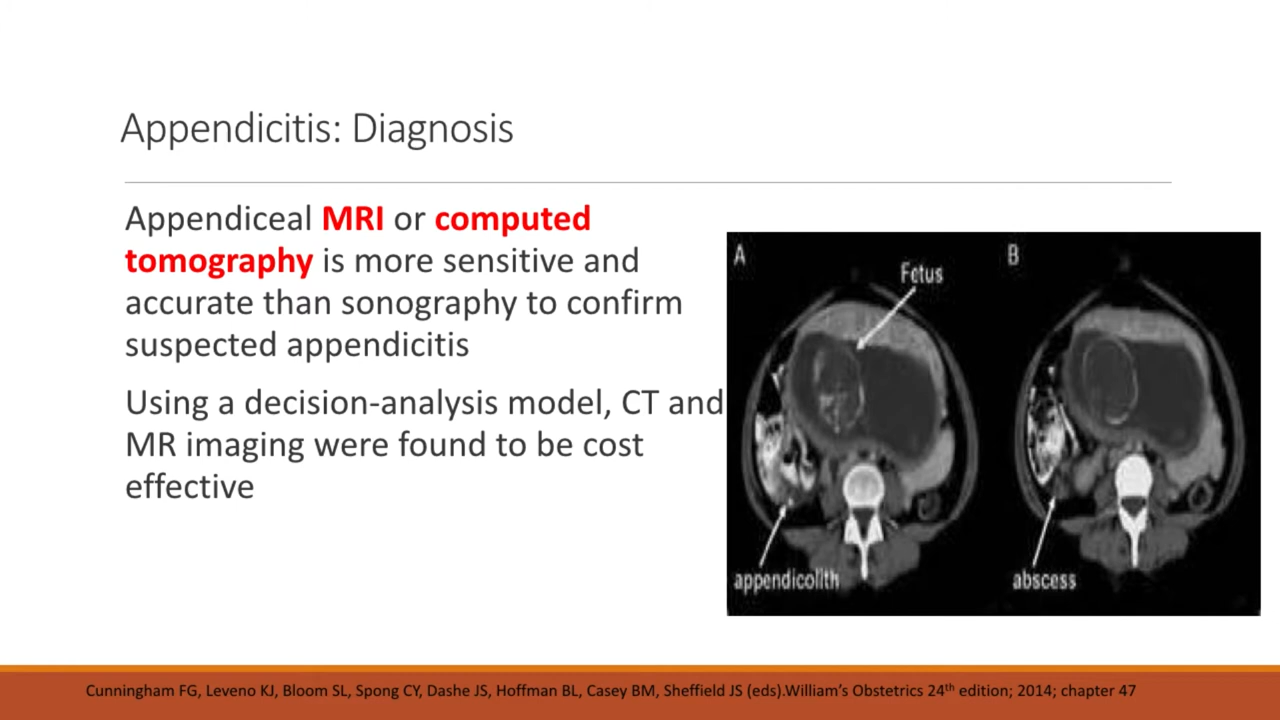 Appendicitis: Diagnosis
Appendiceal MRI or computed
tomography is more sensitive and
accurate than sonography to confirm
suspected appendicitis
Using a decision-analysis model, CT and
MR imaging were found to be cost
effective
A
Fetus
B
appendicolith
abscess
Cunningham FG, Leveno KJ, Bloom SL, Spong CY, Dashe JS, Hoffman BL, Casey BM, Sheffield JS (eds).William’s Obstetrics 24th edition; 2014; chapter 47